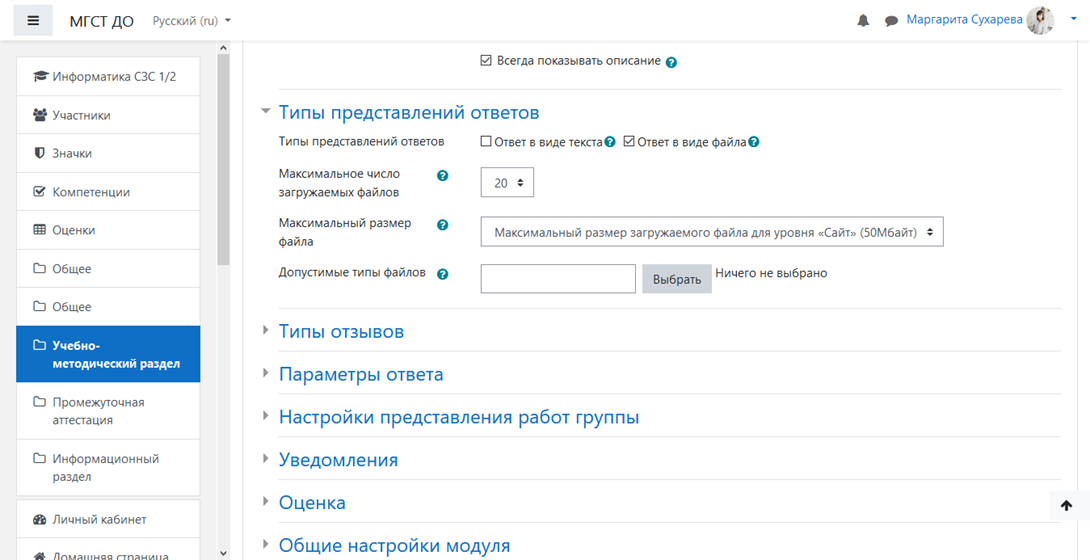 МГСТ ДО
Русский (ru)
Маргарита Сухарева
Информатика СЗС 1/2
Участники
Значки
Компетенции
Оценки
Общее
Общее
Учебно-
методический раздел
Промежуточная
аттестация
Информационный
раздел
Личный кабинет
Домашняя страница
Всегда показывать описание
Типы представлений ответов
Типы представлений ответов
Ответ в виде текста
Ответ в виде файла
Максимальное число
загружаемых файлов
20
Максимальный размер
файла
Максимальный размер загружаемого файла для уровня «Сайт» (50Мбайт)
Допустимые типы файлов
Выбрать
Ничего не выбрано
Типы отзывов
Параметры ответа
Настройки представления работ группы
Уведомления
Оценка
Общие настройки модуля